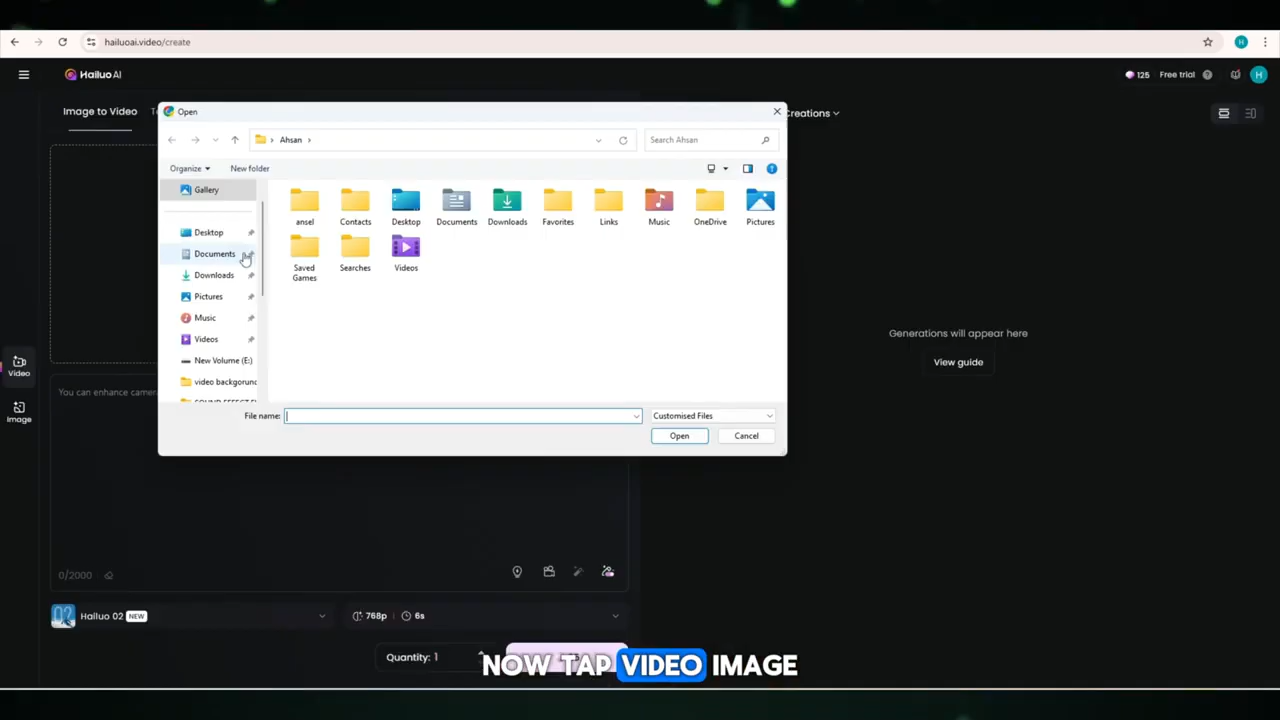 hailuoai.video/create
H
Hailuo AI
125
Free trial
H
Image to Video
Creations
Open
Ahsan
Search Ahsan
Organize
New folder
Gallery
Desktop
Documents
Downloads
Pictures
Music
Videos
New Volume (E:)
video backgroun
ansel
Contacts
Desktop
Documents
Downloads
Favorites
Links
Music
OneDrive
Pictures
Saved
Games
Searches
Videos
File name:
Customised Files
Open
Cancel
Video
Image
You can enhance camer
Generations will appear here
View guide
0/2000
Hailuo 02 NEW
768p
6s
Quantity: 1
NOW TAP VIDEO IMAGE